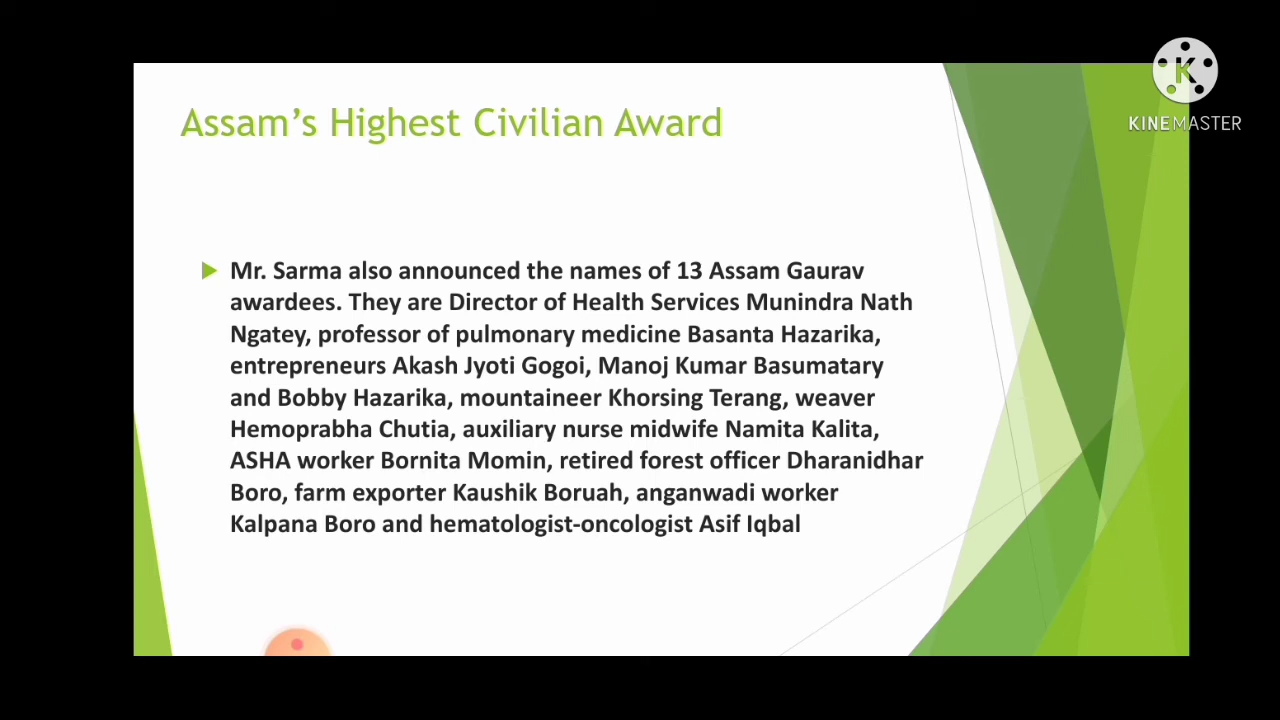 Assam's Highest Civilian Award
KINEMASTER
Mr. Sarma also announced the names of 13 Assam Gaurav
awardees. They are Director of Health Services Munindra Nath
Ngatey, professor of pulmonary medicine Basanta Hazarika,
entrepreneurs Akash Jyoti Gogoi, Manoj Kumar Basumatary
and Bobby Hazarika, mountaineer Khorsing Terang, weaver
Hemoprabha Chutia, auxiliary nurse midwife Namita Kalita,
ASHA worker Bornita Momin, retired forest officer Dharanidhar
Boro, farm exporter Kaushik Boruah, anganwadi worker
Kalpana Boro and hematologist-oncologist Asif Iqbal